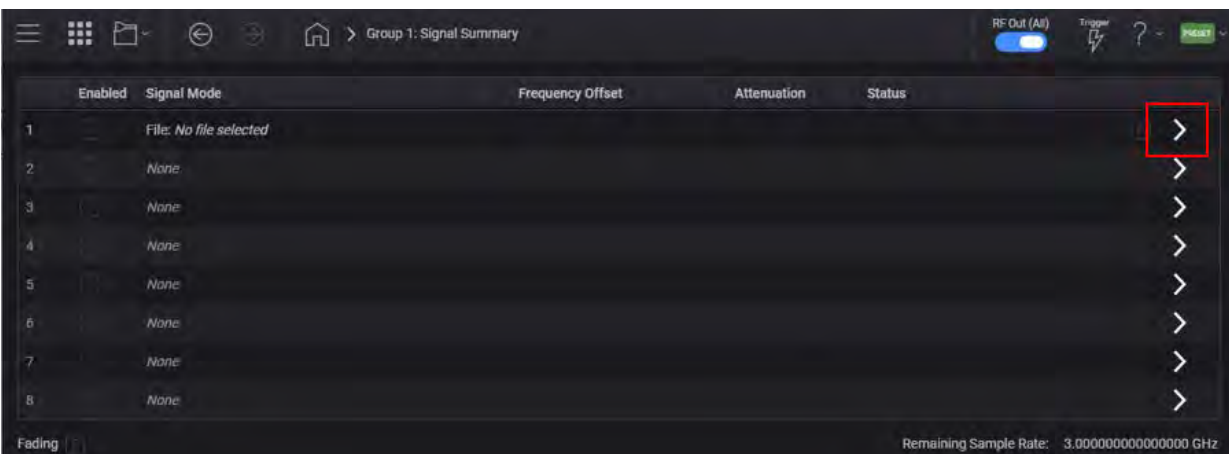 Group 1: Signal Summary RF Out (All) Trigger ? PRESET
Enabled Signal Mode Frequency Offset Attenuation Status
1 File: No file selected
2 None
3 None
4 None
5 None
6 None
7 None
8 None
Fading Remaining Sample Rate: 3.000000000000000 GHz